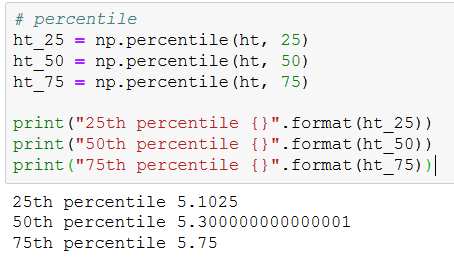 # percentile
ht_25 = np.percentile(ht, 25)
ht_50 = np.percentile(ht, 50)
ht_75 = np.percentile(ht, 75)
print("25th percentile {}".format(ht_25))
print("50th percentile {}".format(ht_50))
print("75th percentile {}".format(ht_75))
25th percentile 5.1025
50th percentile 5.300000000000001
75th percentile 5.75